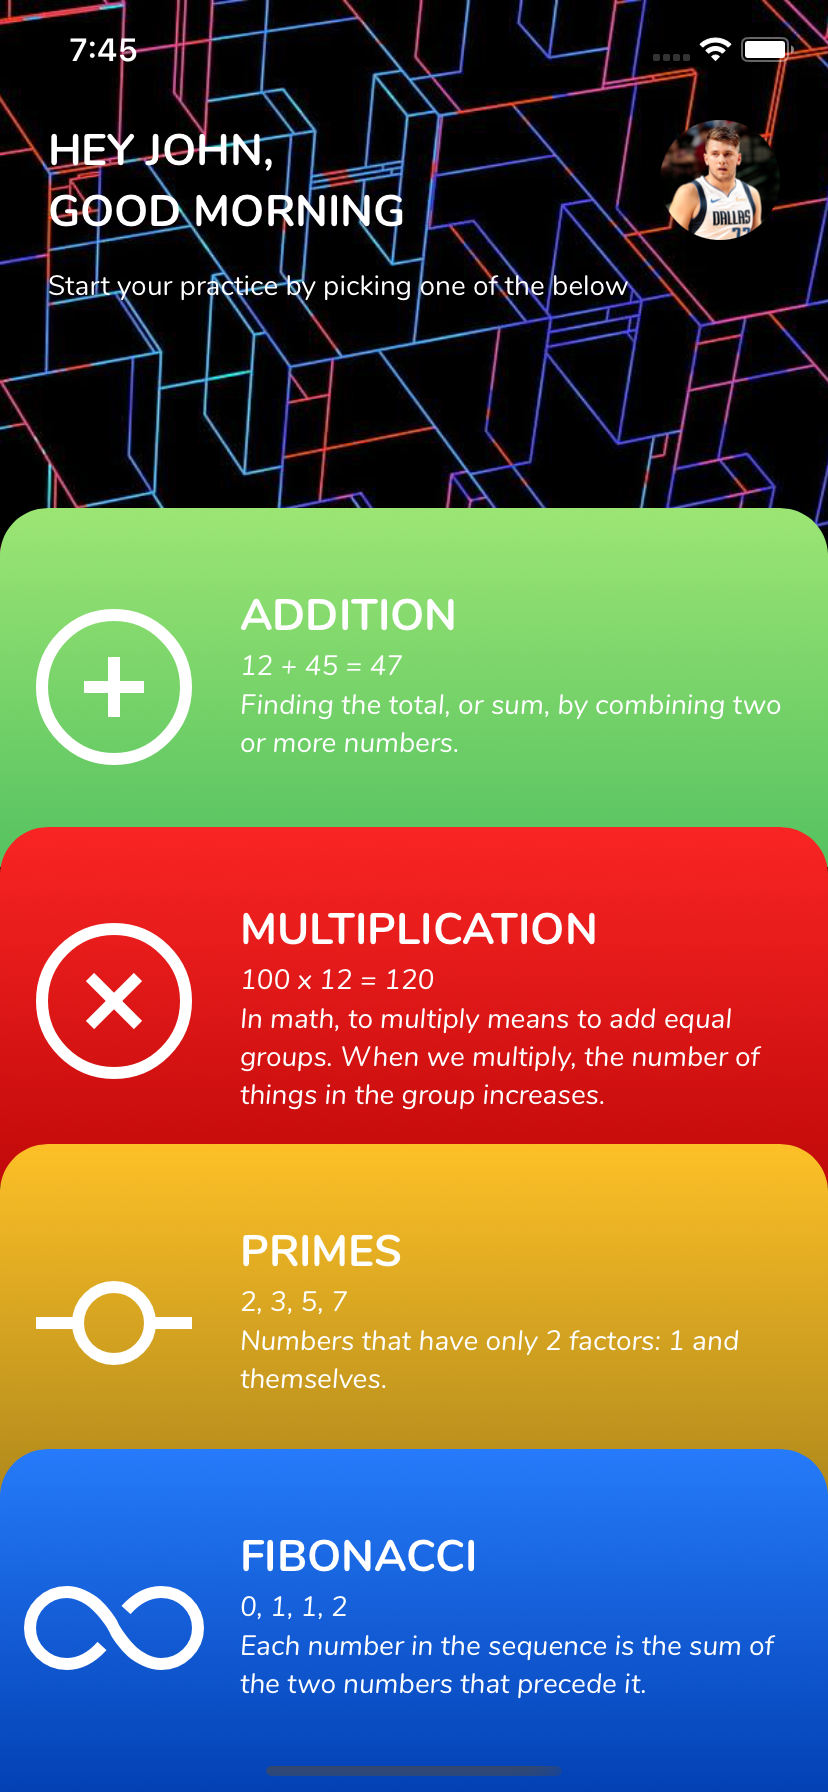 7:45
HEY JOHN,
GOOD MORNING
DALLAS
Start your practice by picking one of the below
ADDITION
12 + 45 = 47
Finding the total, or sum, by combining two
or more numbers.
MULTIPLICATION
100 x 12 = 120
In math, to multiply means to add equal
groups. When we multiply, the number of
things in the group increases.
PRIMES
2, 3, 5, 7
Numbers that have only 2 factors: 1 and
themselves.
FIBONACCI
0, 1, 1, 2
Each number in the sequence is the sum of
the two numbers that precede it.